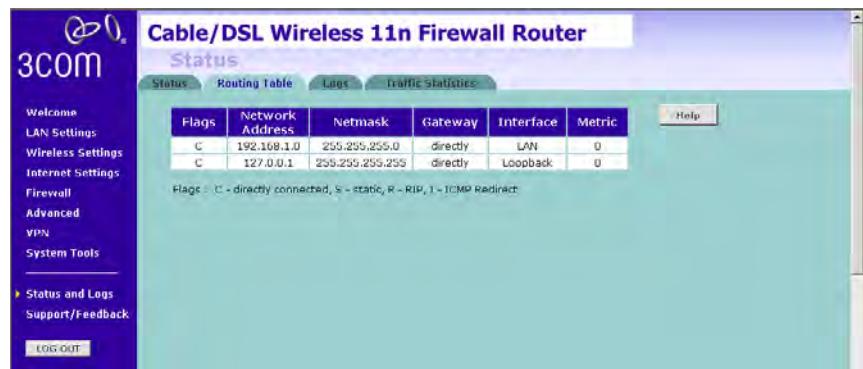 3COM
Cable/DSL Wireless 11n Firewall Router
Status
Status Routing Table Logs Traffic Statistics
Welcome
LAN Settings
Wireless Settings
Internet Settings
Firewall
Advanced
VPN
System Tools
Status and Logs
Support/Feedback
LOG OUT
Help
Flags Network Address Netmask Gateway Interface Metric
C 192.168.1.0 255.255.255.0 directly LAN 0
C 127.0.0.1 255.255.255.255 directly Loopback 0
Flags : C - directly connected, S - static, R - RIP, I - ICMP Redirect